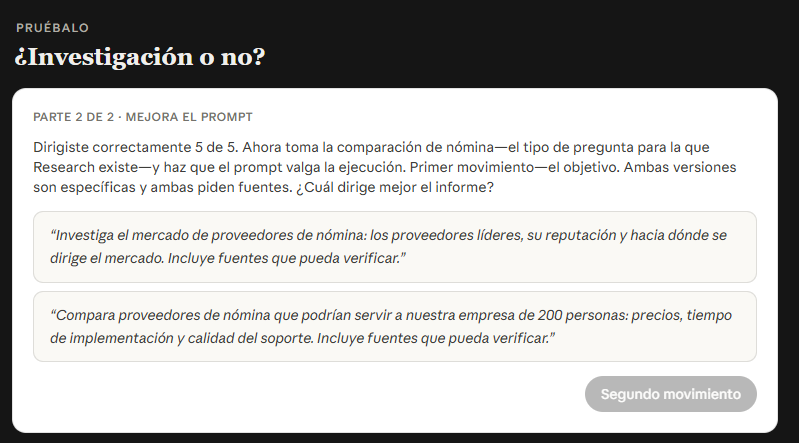 PRUÉBALO
¿Investigación o no?
PARTE 2 DE 2 · MEJORA EL PROMPT
Dirigiste correctamente 5 de 5. Ahora toma la comparación de nómina—el tipo de pregunta para la que
Research existe—y haz que el prompt valga la ejecución. Primer movimiento—el objetivo. Ambas versiones
son específicas y ambas piden fuentes. ¿Cuál dirige mejor el informe?
“Investiga el mercado de proveedores de nómina: los proveedores líderes, su reputación y hacia dónde se
dirige el mercado. Incluye fuentes que pueda verificar.”
“Compara proveedores de nómina que podrían servir a nuestra empresa de 200 personas: precios, tiempo
de implementación y calidad del soporte. Incluye fuentes que pueda verificar.”
Segundo movimiento